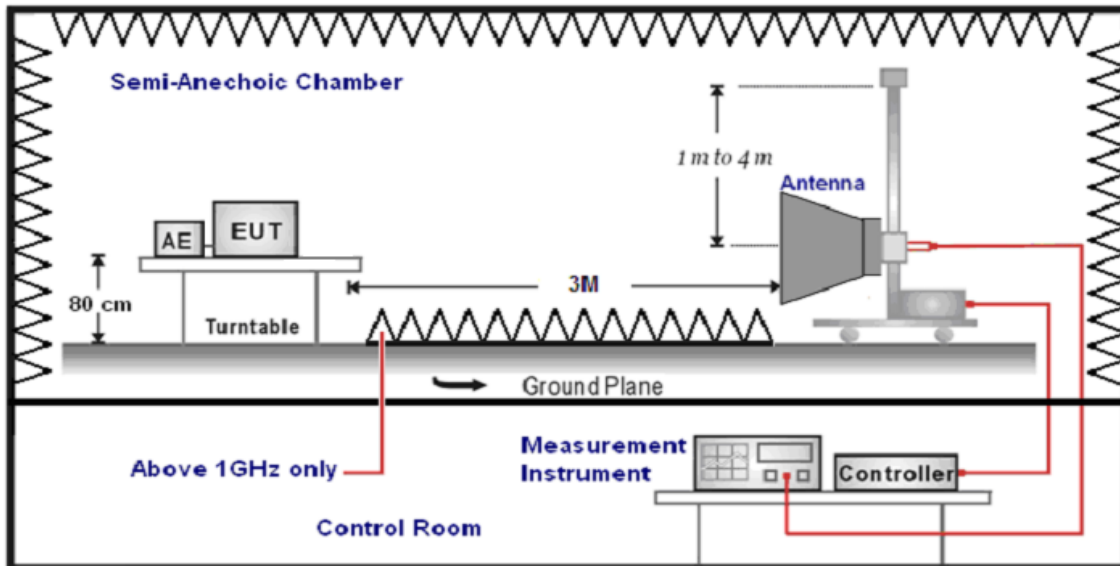 Semi-Anechoic Chamber
1 m to 4 m
Antenna
AE
EUT
3M
80 cm
Turntable
Ground Plane
Above 1GHz only
Measurement
Instrument
Controller
Control Room